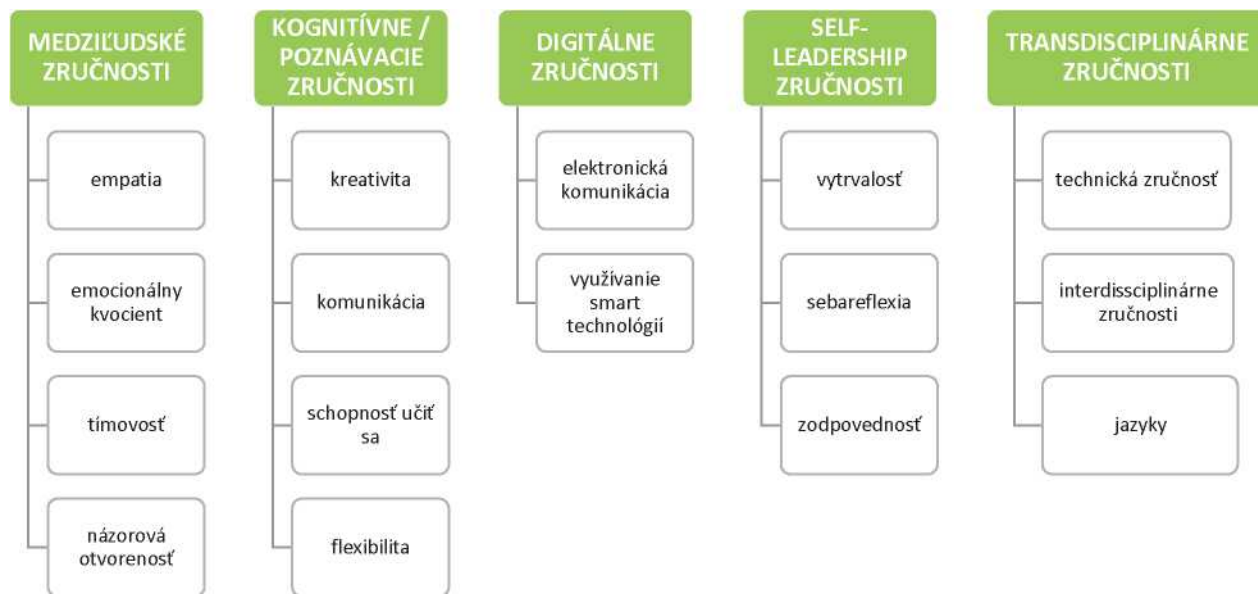 MEDZIĽUDSKÉ
ZRUČNOSTI
empatia
emocionálny
kvocient
tímovosť
názorová
otvorenosť
KOGNITÍVNE /
POZNÁVACIE
ZRUČNOSTI
kreativita
komunikácia
schopnosť učiť
sa
flexibilita
DIGITÁLNE
ZRUČNOSTI
elektronická
komunikácia
využívanie
smart
technológií
SELF-
LEADERSHIP
ZRUČNOSTI
vytrvalosť
sebareflexia
zodpovednosť
TRANSDISCIPLINÁRNE
ZRUČNOSTI
technická zručnosť
interdissciplinárne
zručnosti
jazyky